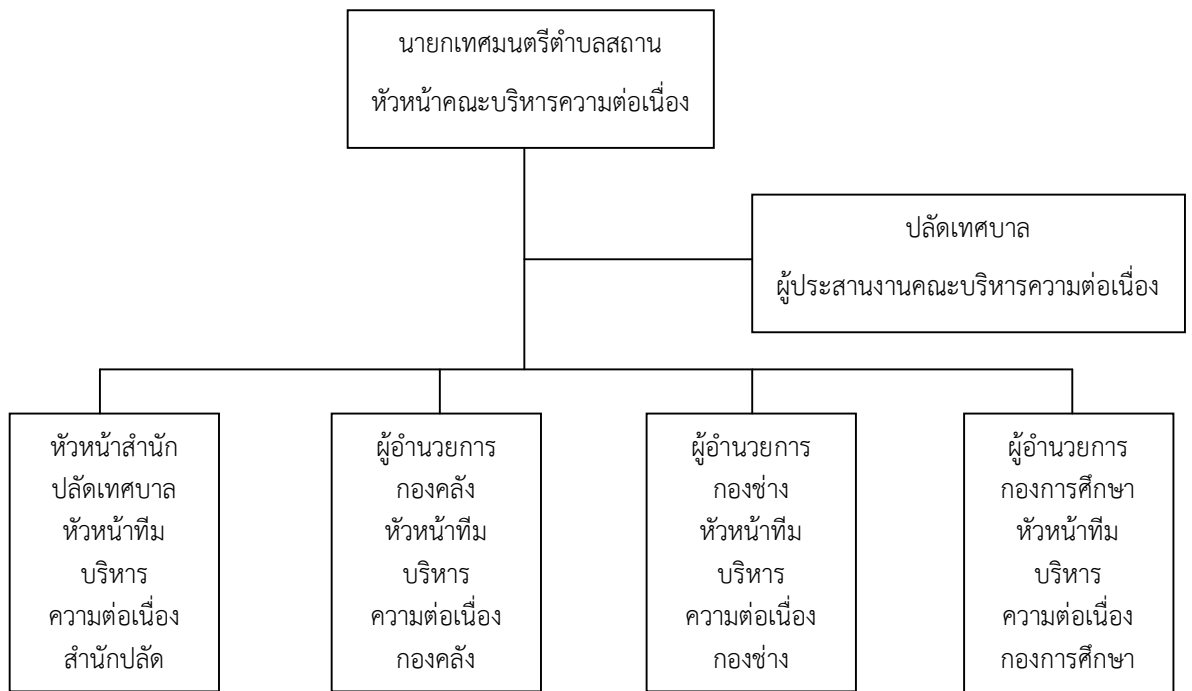 นายกเทศมนตรีตำบลสถาน
หัวหน้าคณะบริหารความต่อเนื่อง
ปลัดเทศบาล
ผู้ประสานงานคณะบริหารความต่อเนื่อง
หัวหน้าสำนัก
ปลัดเทศบาล
หัวหน้าทีม
บริหาร
ความต่อเนื่อง
สำนักปลัด
ผู้อำนวยการ
กองคลัง
หัวหน้าทีม
บริหาร
ความต่อเนื่อง
กองคลัง
ผู้อำนวยการ
กองช่าง
หัวหน้าทีม
บริหาร
ความต่อเนื่อง
กองช่าง
ผู้อำนวยการ
กองการศึกษา
หัวหน้าทีม
บริหาร
ความต่อเนื่อง
กองการศึกษา